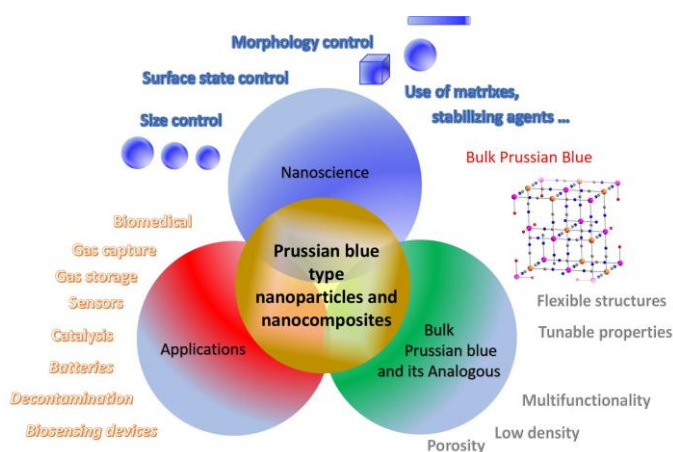 Morphology control
Surface state control
Size control
Use of matrixes,
stabilizing agents ...
Nanoscience
Bulk Prussian Blue
Biomedical
Gas capture
Gas storage
Sensors
Catalysis
Batteries
Decontamination
Biosensing devices
Applications
Prussian blue
type
nanoparticles and
nanocomposites
Bulk
Prussian blue
and its Analogous
Flexible structures
Tunable properties
Multifunctionality
Low density
Porosity